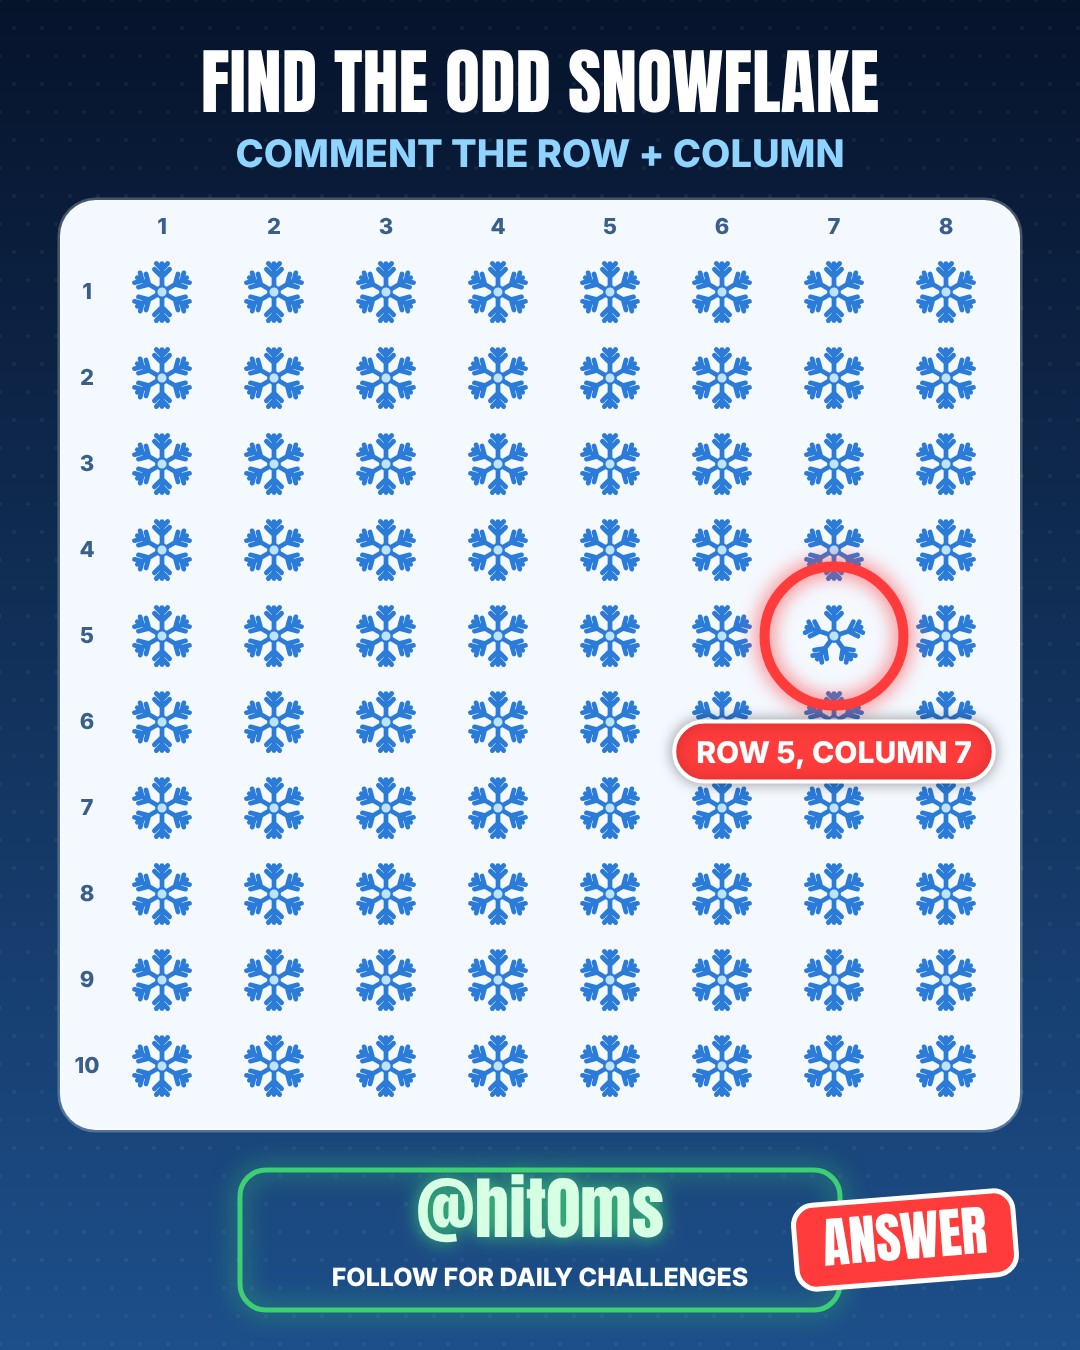 FIND THE ODD SNOWFLAKE
COMMENT THE ROW + COLUMN
1 2 3 4 5 6 7 8
1
2
3
4
5
6
ROW 5, COLUMN 7
7
8
9
10
@hit0ms
FOLLOW FOR DAILY CHALLENGES
ANSWER